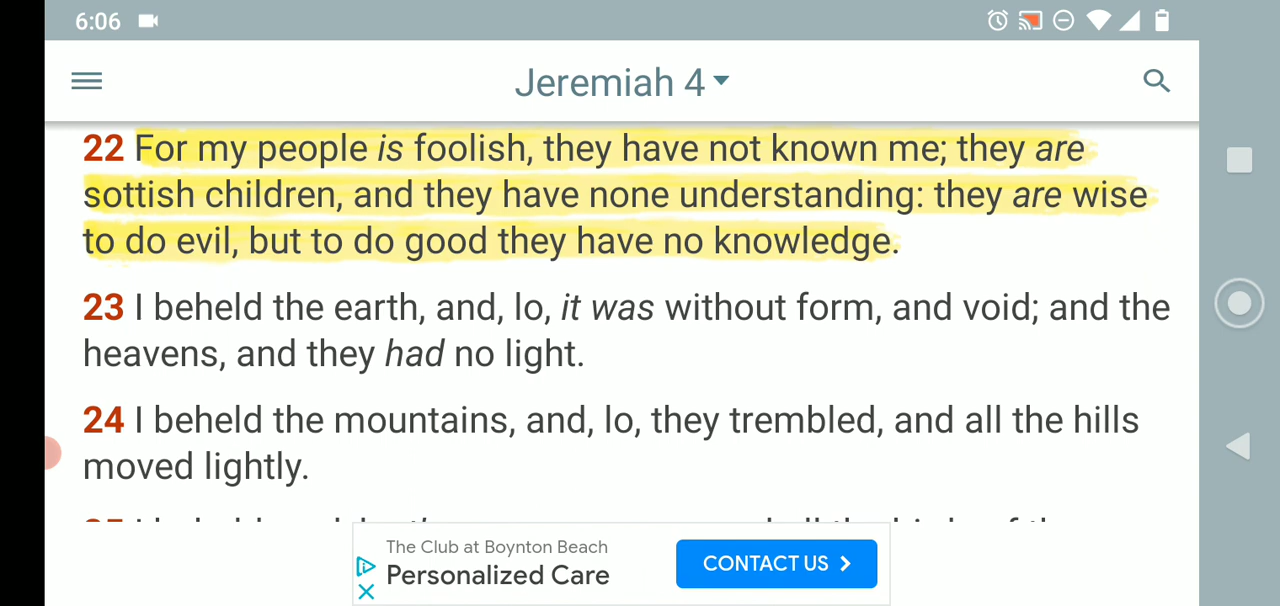 6:06
Jeremiah 4
22 For my people is foolish, they have not known me; they are
sottish children, and they have none understanding: they are wise
to do evil, but to do good they have no knowledge.
23 I beheld the earth, and, lo, it was without form, and void; and the
heavens, and they had no light.
24 I beheld the mountains, and, lo, they trembled, and all the hills
moved lightly.
The Club at Boynton Beach
Personalized Care
CONTACT US